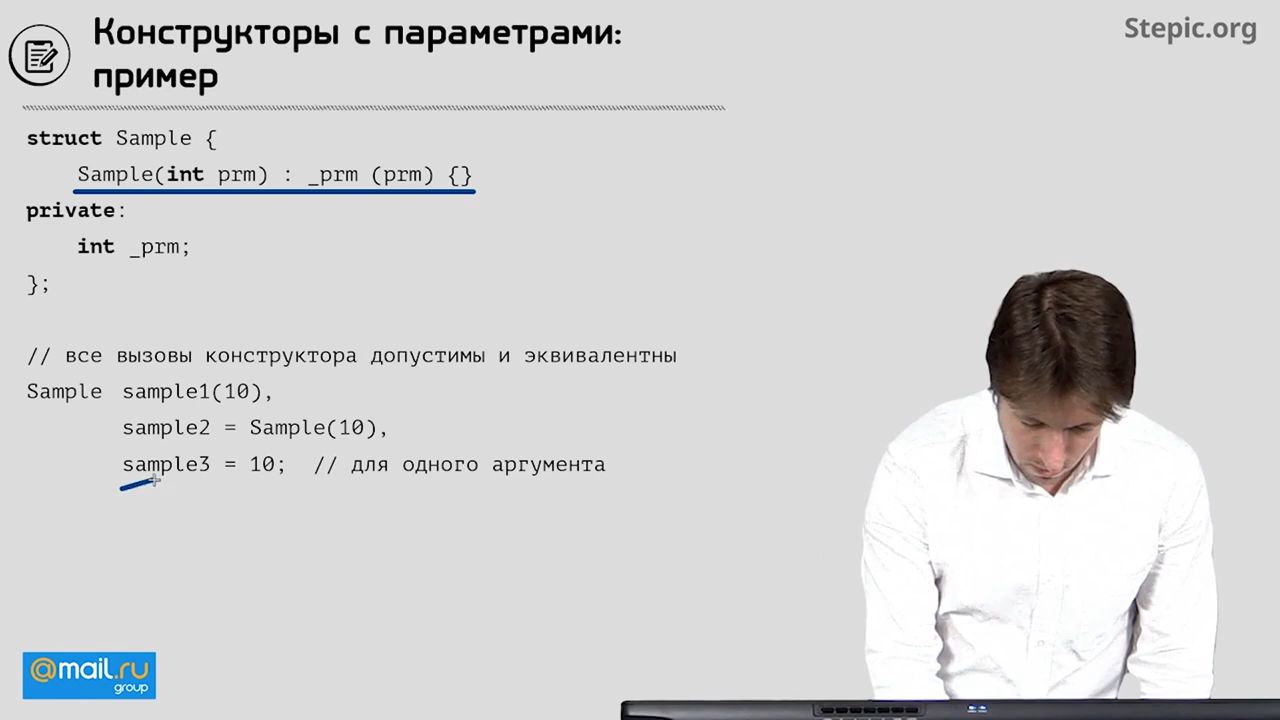 Конструкторы с параметрами:
пример
Stepic.org
struct Sample {
    Sample(int prm) : _prm (prm) {}
private:
    int _prm;
};
// все вызовы конструктора допустимы и эквивалентны
Sample sample1(10),
       sample2 = Sample(10),
       sample3 = 10;  // для одного аргумента
@mail.ru
group